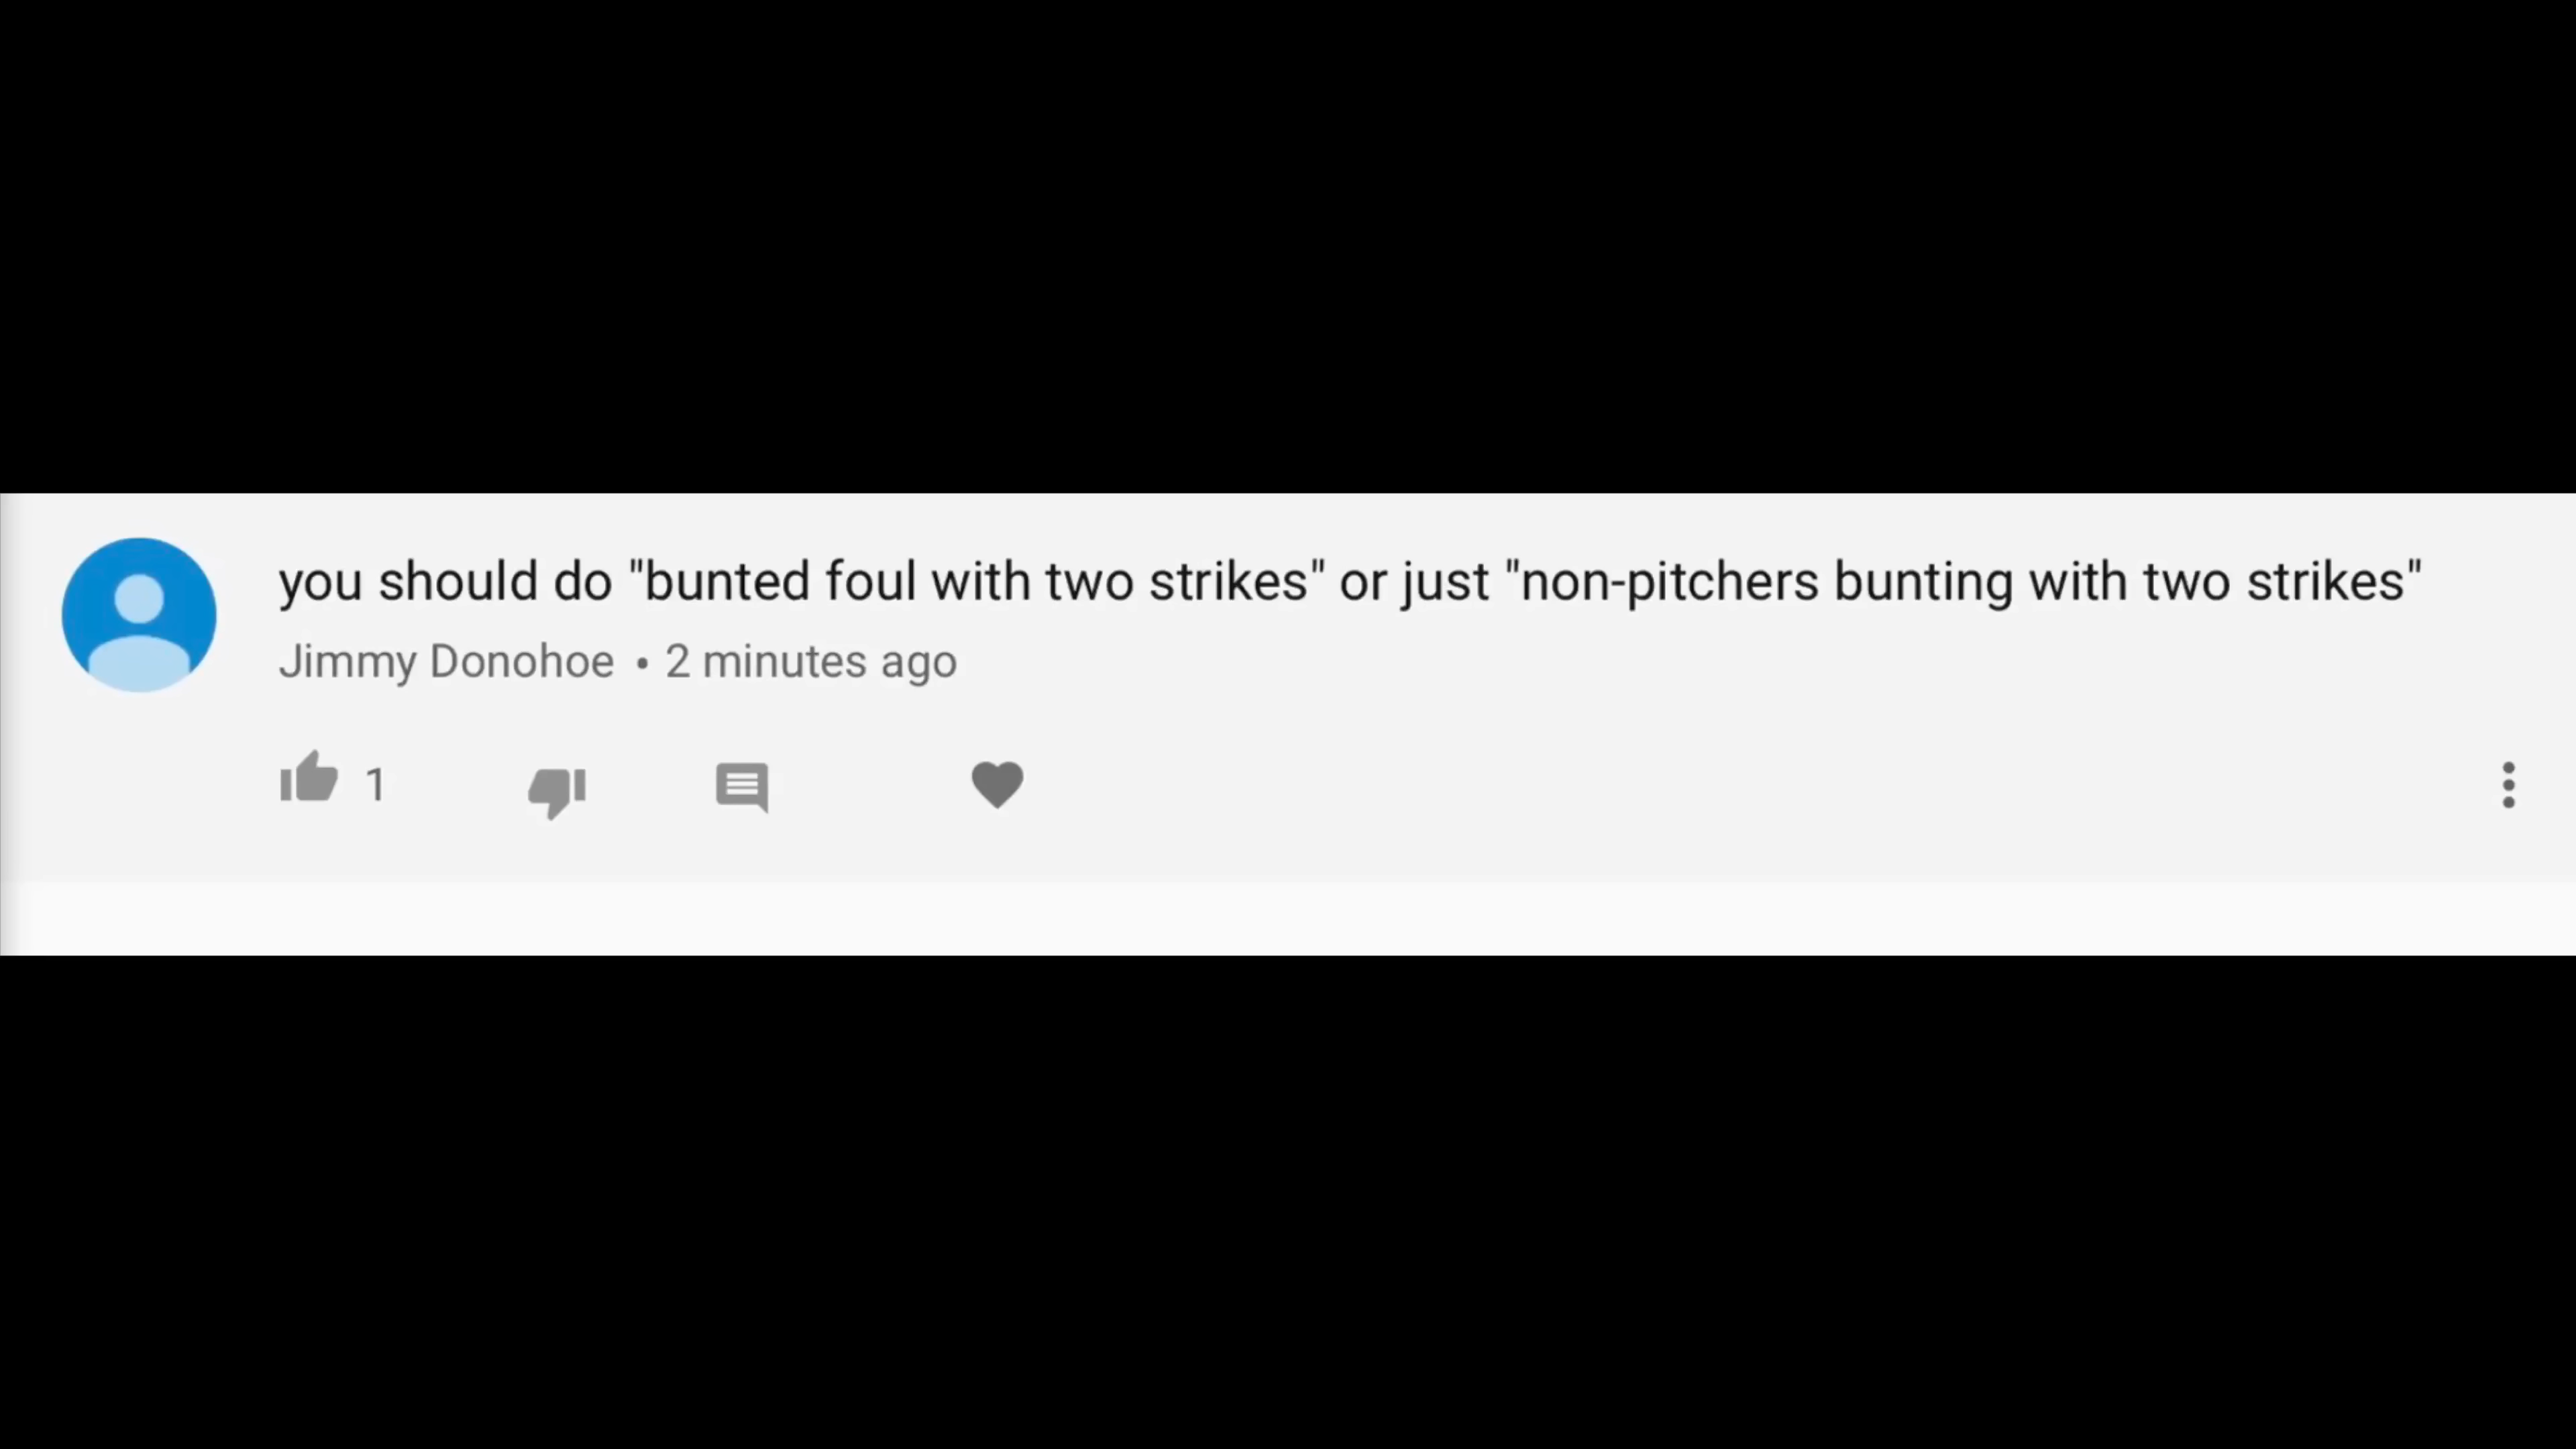 you should do "bunted foul with two strikes" or just "non-pitchers bunting with two strikes"
Jimmy Donohoe • 2 minutes ago
1